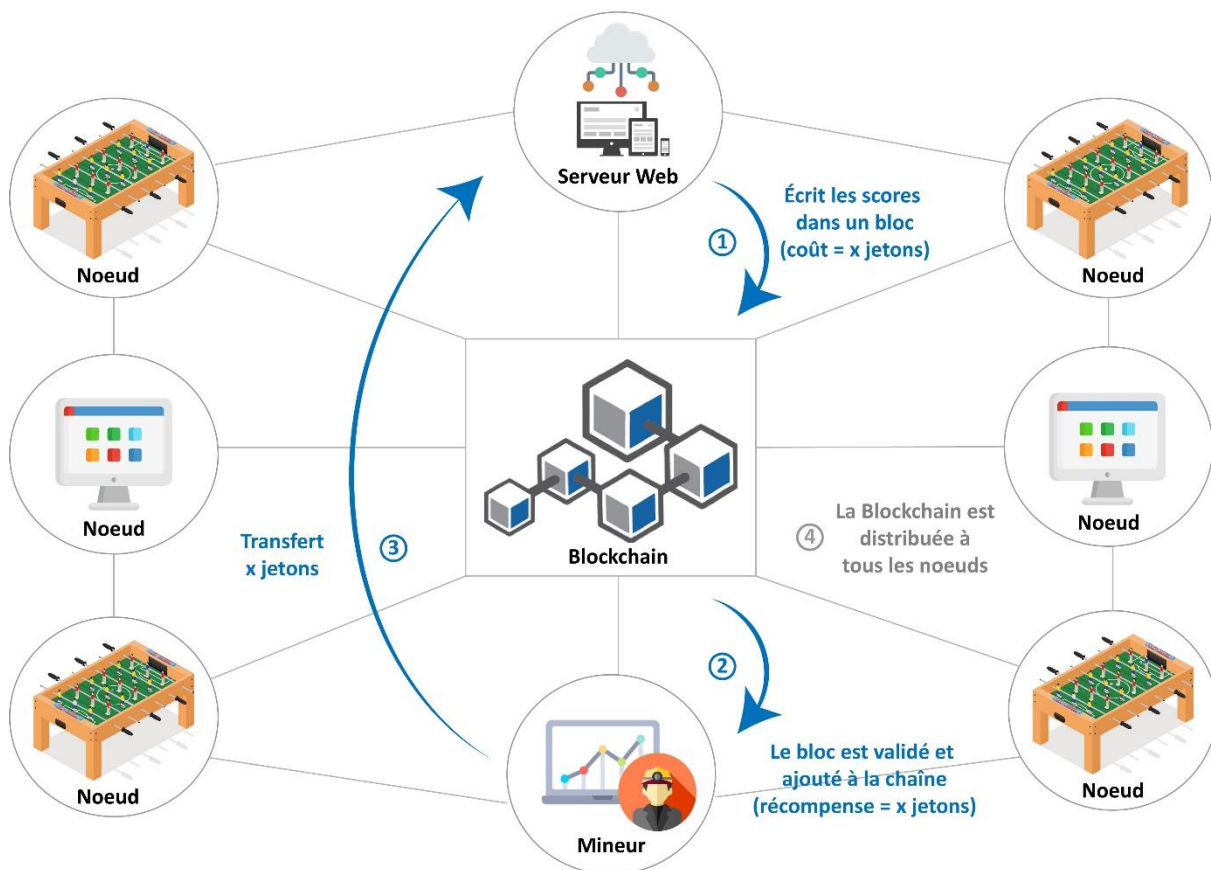 Serveur Web
Écrit les scores
dans un bloc
(coût = x jetons)
①
Noeud
Noeud
Blockchain
Noeud
Noeud
Transfert
x jetons
③
④
La Blockchain est
distribuée à
tous les noeuds
②
Le bloc est validé et
ajouté à la chaîne
(récompense = x jetons)
Noeud
Noeud
Mineur